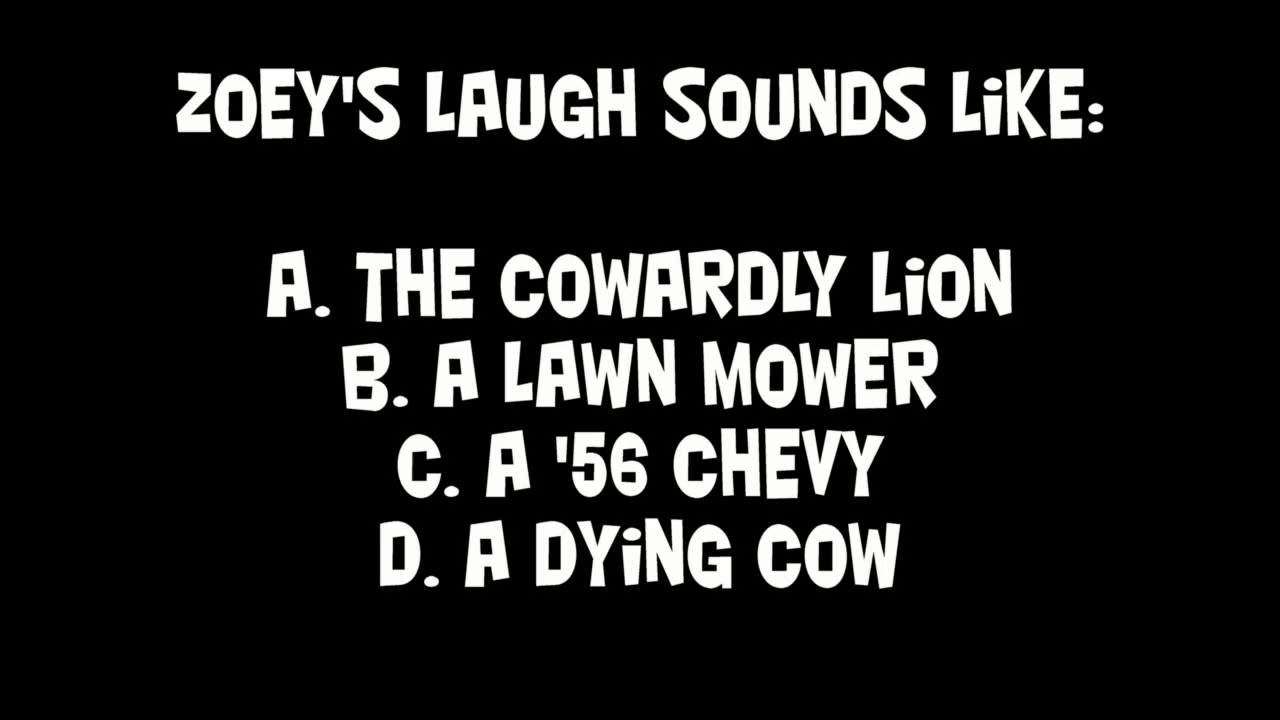 ZOEY'S LAUGH SOUNDS LiKE:
A. THE COWARDLY LiON
B. A LAWN MOWER
C. A '56 CHEVY
D. A DYiNG COW